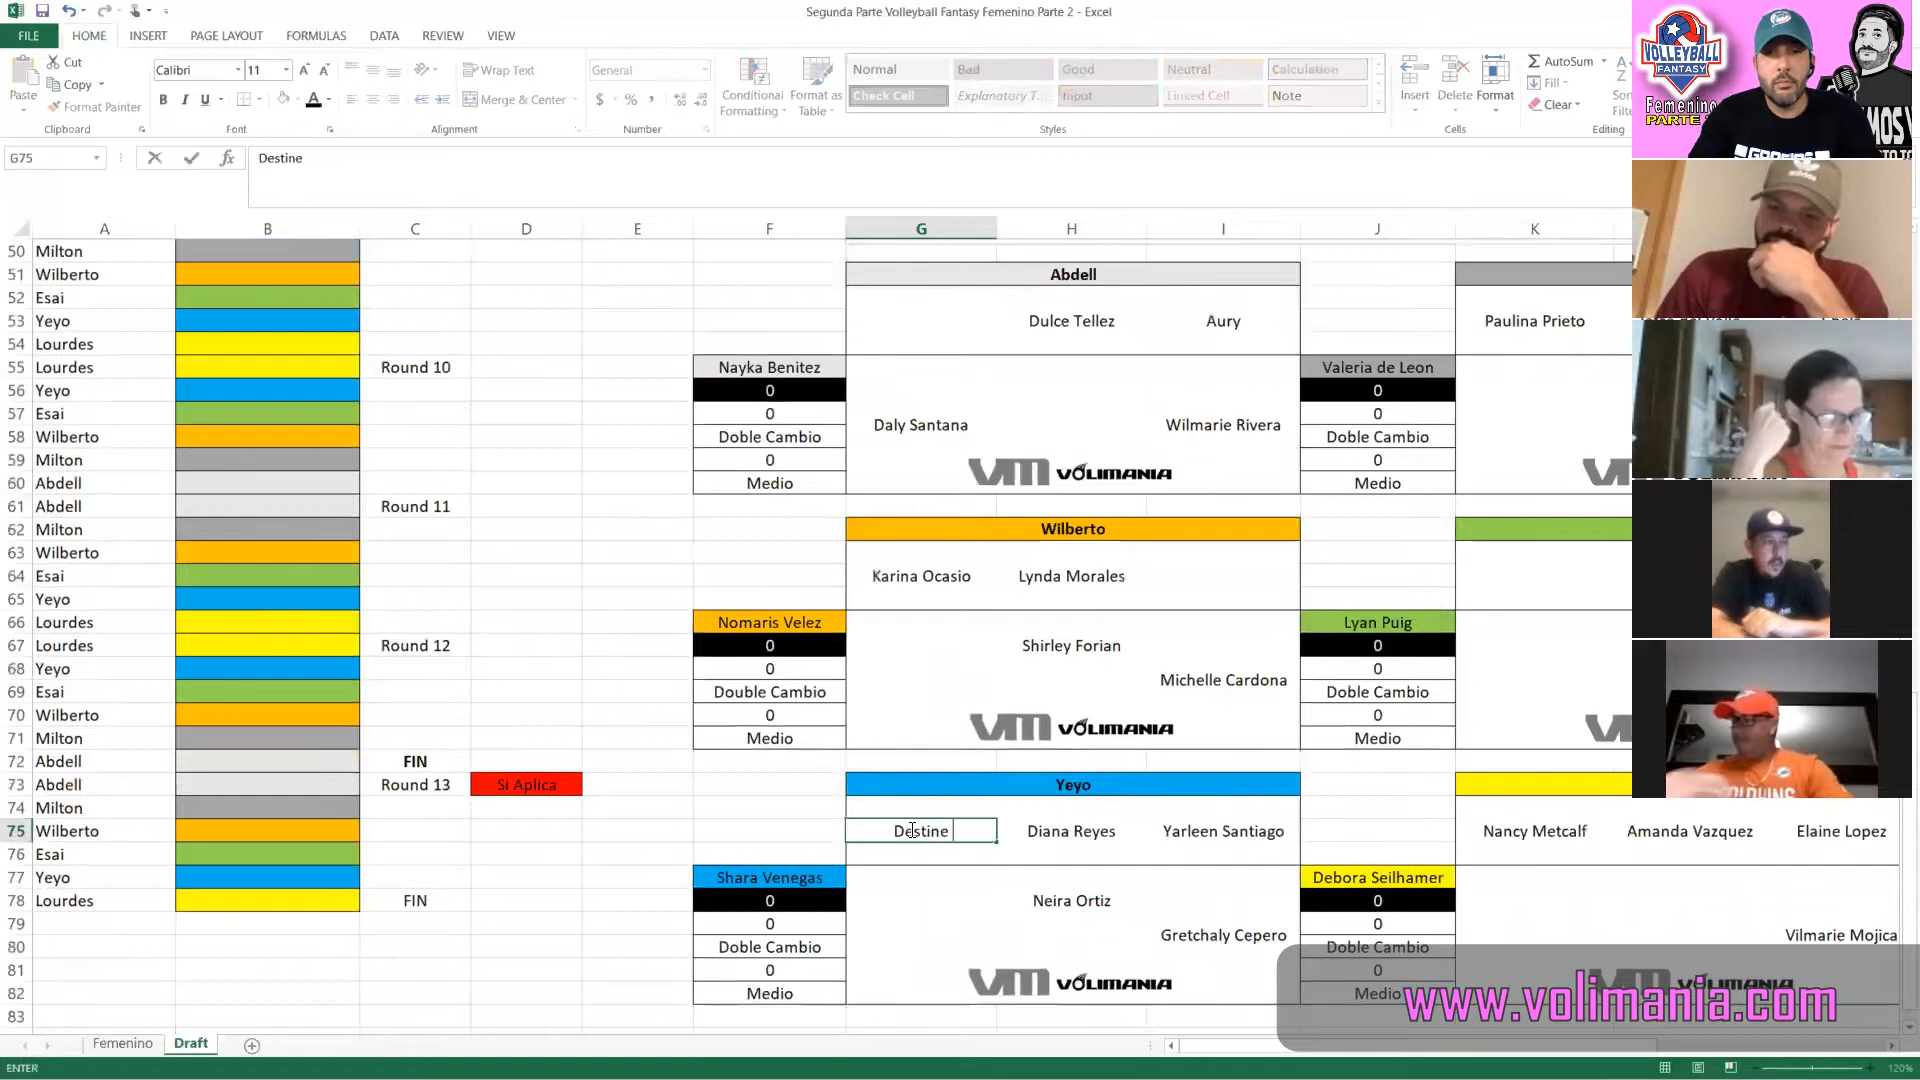 Segunda Parte Volleyball Fantasy Femenino Parte 2 - Excel
FILE HOME INSERT PAGE LAYOUT FORMULAS DATA REVIEW VIEW
Cut Calibri 11 Wrap Text General Normal Bad Good Neutral Calculation AutoSum
Copy Fill
Paste Format Painter B I U Merge & Center $ % Conditional Formatting Format as Table Check Cell Explanatory T... Input Linked Cell Note Insert Delete Format Clear
Clipboard Font Alignment Number Styles Cells Editing
G75 fx Destine
A B C D E F G H I J K
50 Milton
51 Wilberto Abdell
52 Esai
53 Yeyo Dulce Tellez Aury Paulina Prieto
54 Lourdes
55 Lourdes Round 10 Nayka Benitez Valeria de Leon
56 Yeyo 0 0
57 Esai 0 0
58 Wilberto Doble Cambio Daly Santana Wilmarie Rivera Doble Cambio
59 Milton 0 0
60 Abdell Medio VM VOLIMANIA Medio
61 Abdell Round 11
62 Milton Wilberto
63 Wilberto
64 Esai Karina Ocasio Lynda Morales
65 Yeyo
66 Lourdes Nomaris Velez Lyan Puig
67 Lourdes Round 12 0 Shirley Forian 0
68 Yeyo 0 Michelle Cardona 0
69 Esai Double Cambio Doble Cambio
70 Wilberto 0 0
71 Milton Medio VM VOLIMANIA Medio
72 Abdell FIN
73 Abdell Round 13 Si Aplica Yeyo
74 Milton
75 Wilberto Destine Diana Reyes Yarleen Santiago Nancy Metcalf Amanda Vazquez Elaine Lopez
76 Esai
77 Yeyo Shara Venegas Debora Seilhamer
78 Lourdes FIN 0 Neira Ortiz 0
79 0 Gretchaly Cepero 0 Vilmarie Mojica
80 Doble Cambio Doble Cambio
81 0 0
82 Medio VM VOLIMANIA Medio
83
www.volimania.com
Femenino Draft
ENTER 120%
VOLLEYBALL
FANTASY
Femenino
PARTE
adidas
DOLPHINS